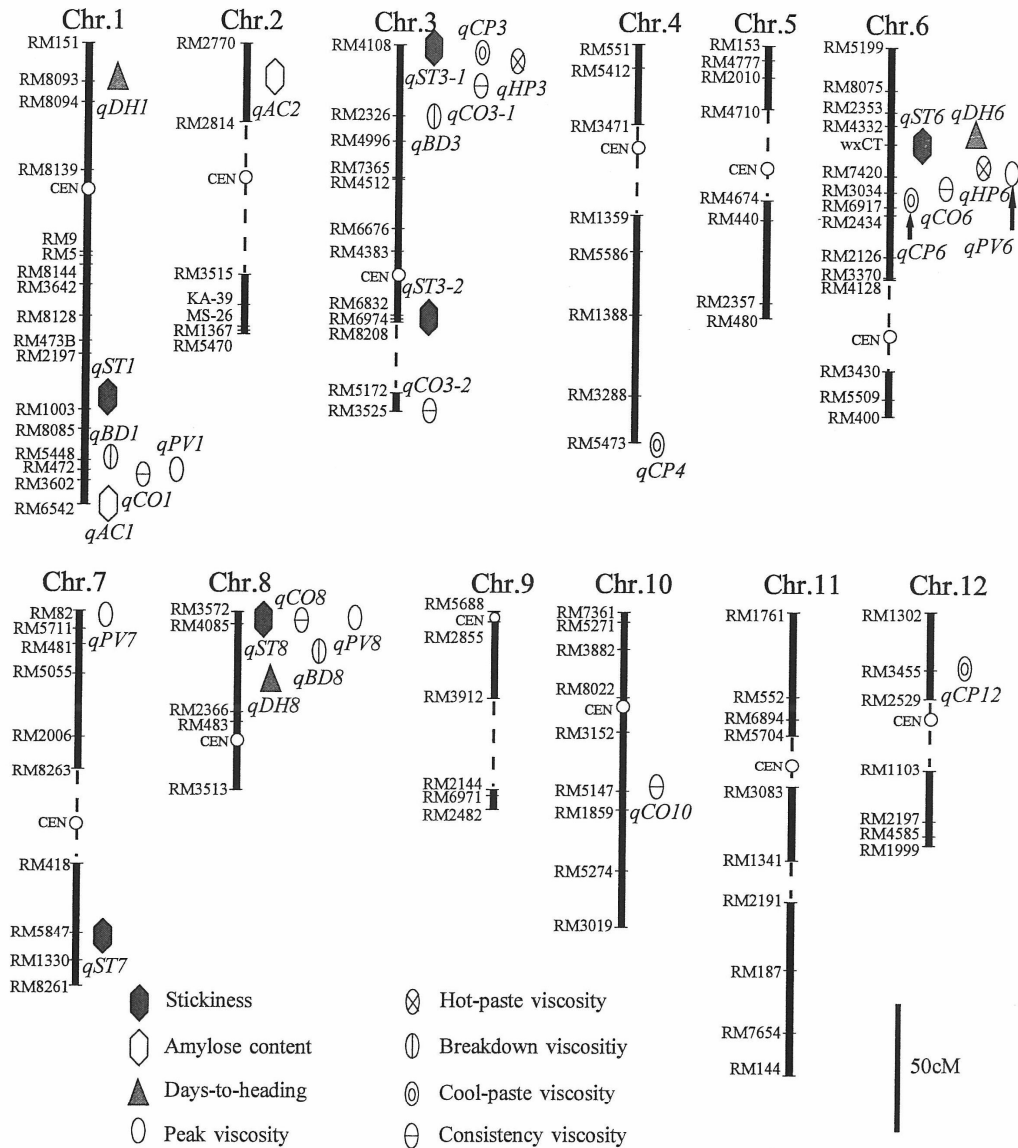 Chr.1
RM151
RM8093
qDH1
RM8094
RM8139
CEN
RM9
RM5
RM8144
RM3642
RM8128
RM473B
RM2197
qST1
RM1003
RM8085
qBD1
qPV1
RM5448
RM472
RM3602
qCO1
RM6542
qAC1
Chr.2
RM2770
qAC2
RM2814
CEN
RM3515
KA-39
MS-26
RM1367
RM5470
Chr.3
qCP3
RM4108
qST3-1
qHP3
RM2326
qCO3-1
qBD3
RM4996
RM7365
RM4512
RM6676
RM4383
CEN
qST3-2
RM6832
RM6974
RM8208
qCO3-2
RM5172
RM3525
Chr.4
RM551
RM5412
RM3471
CEN
RM1359
RM5586
RM1388
RM3288
RM5473
qCP4
Chr.5
RM153
RM4777
RM2010
RM4710
CEN
RM4674
RM440
RM2357
RM480
Chr.6
RM5199
RM8075
RM2353
qST6
qDH6
RM4332
wxCT
RM7420
RM3034
qHP6
RM6917
qCO6
RM2434
qCP6
qPV6
RM2126
RM3370
RM4128
CEN
RM3430
RM5509
RM400
Chr.7
RM82
RM5711
qPV7
RM481
RM5055
RM2006
RM8263
CEN
RM418
RM5847
RM1330
qST7
RM8261
Chr.8
qCO8
RM3572
RM4085
qST8
qPV8
qBD8
qDH8
RM2366
RM483
CEN
RM3513
Chr.9
RM5688
CEN
RM2855
RM3912
RM2144
RM6971
RM2482
Chr.10
RM7361
RM5271
RM3882
RM8022
CEN
RM3152
RM5147
RM1859
qCO10
RM5274
RM3019
Chr.11
RM1761
RM552
RM6894
RM5704
CEN
RM3083
RM1341
RM2191
RM187
RM7654
RM144
Chr.12
RM1302
RM3455
qCP12
RM2529
CEN
RM1103
RM2197
RM4585
RM1999
Stickiness
Amylose content
Days-to-heading
Peak viscosity
Hot-paste viscosity
Breakdown viscositiy
Cool-paste viscosity
Consistency viscosity
50cM